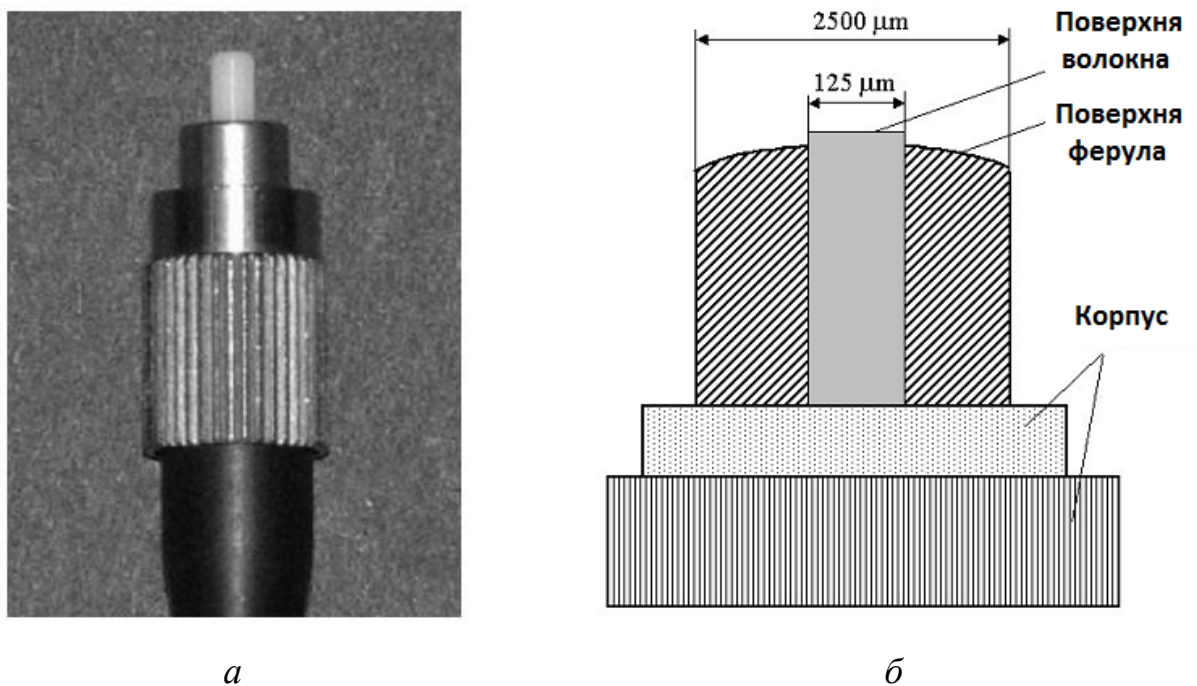 2500 μm
125 μm
Поверхня
волокна
Поверхня
ферула
Корпус
а
б